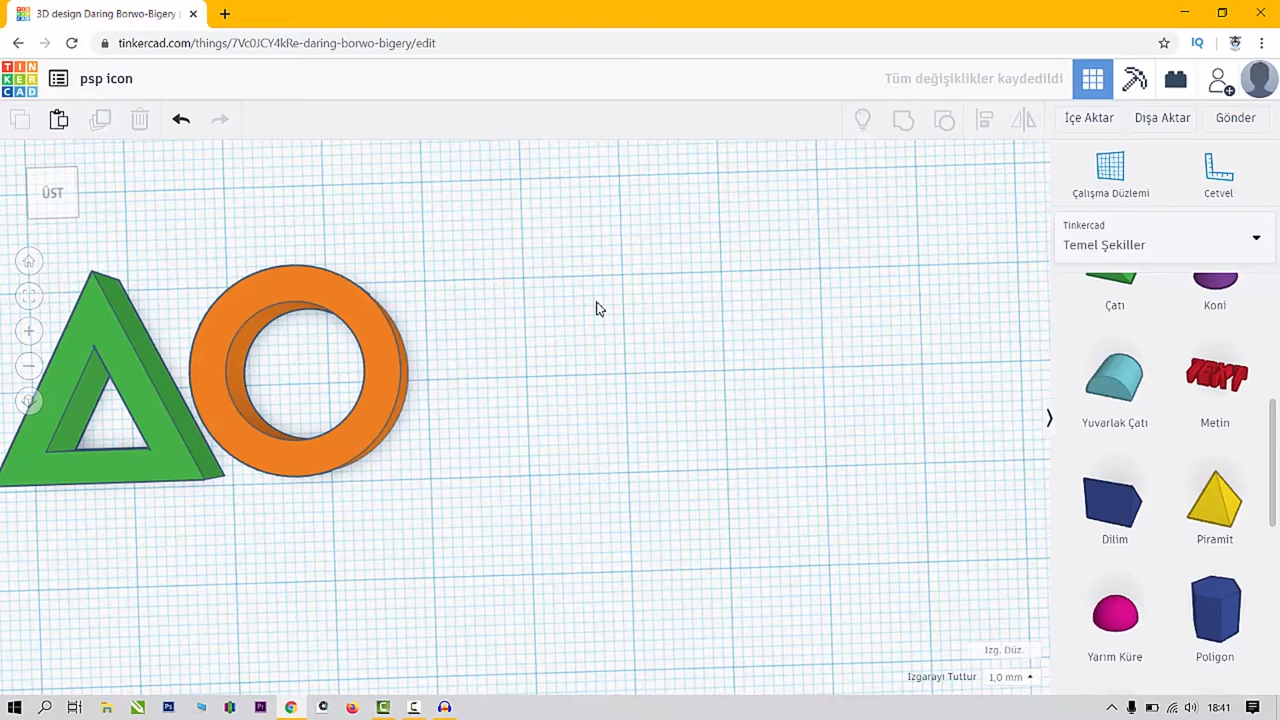 3D design Daring Borwo-Bigery |
tinkercad.com/things/7Vc0JCY4kRe-daring-borwo-bigery/edit
TIN
KER
CAD
psp icon
Tüm değişiklikler kaydedildi
İçe Aktar
Dışa Aktar
Gönder
ÜST
Çalışma Düzlemi
Cetvel
Tinkercad
Temel Şekiller
Çatı
Koni
TEXT
Yuvarlak Çatı
Metin
Dilim
Piramit
Yarım Küre
Poligon
Izg. Düz.
Izgarayı Tuttur
1,0 mm
18:41